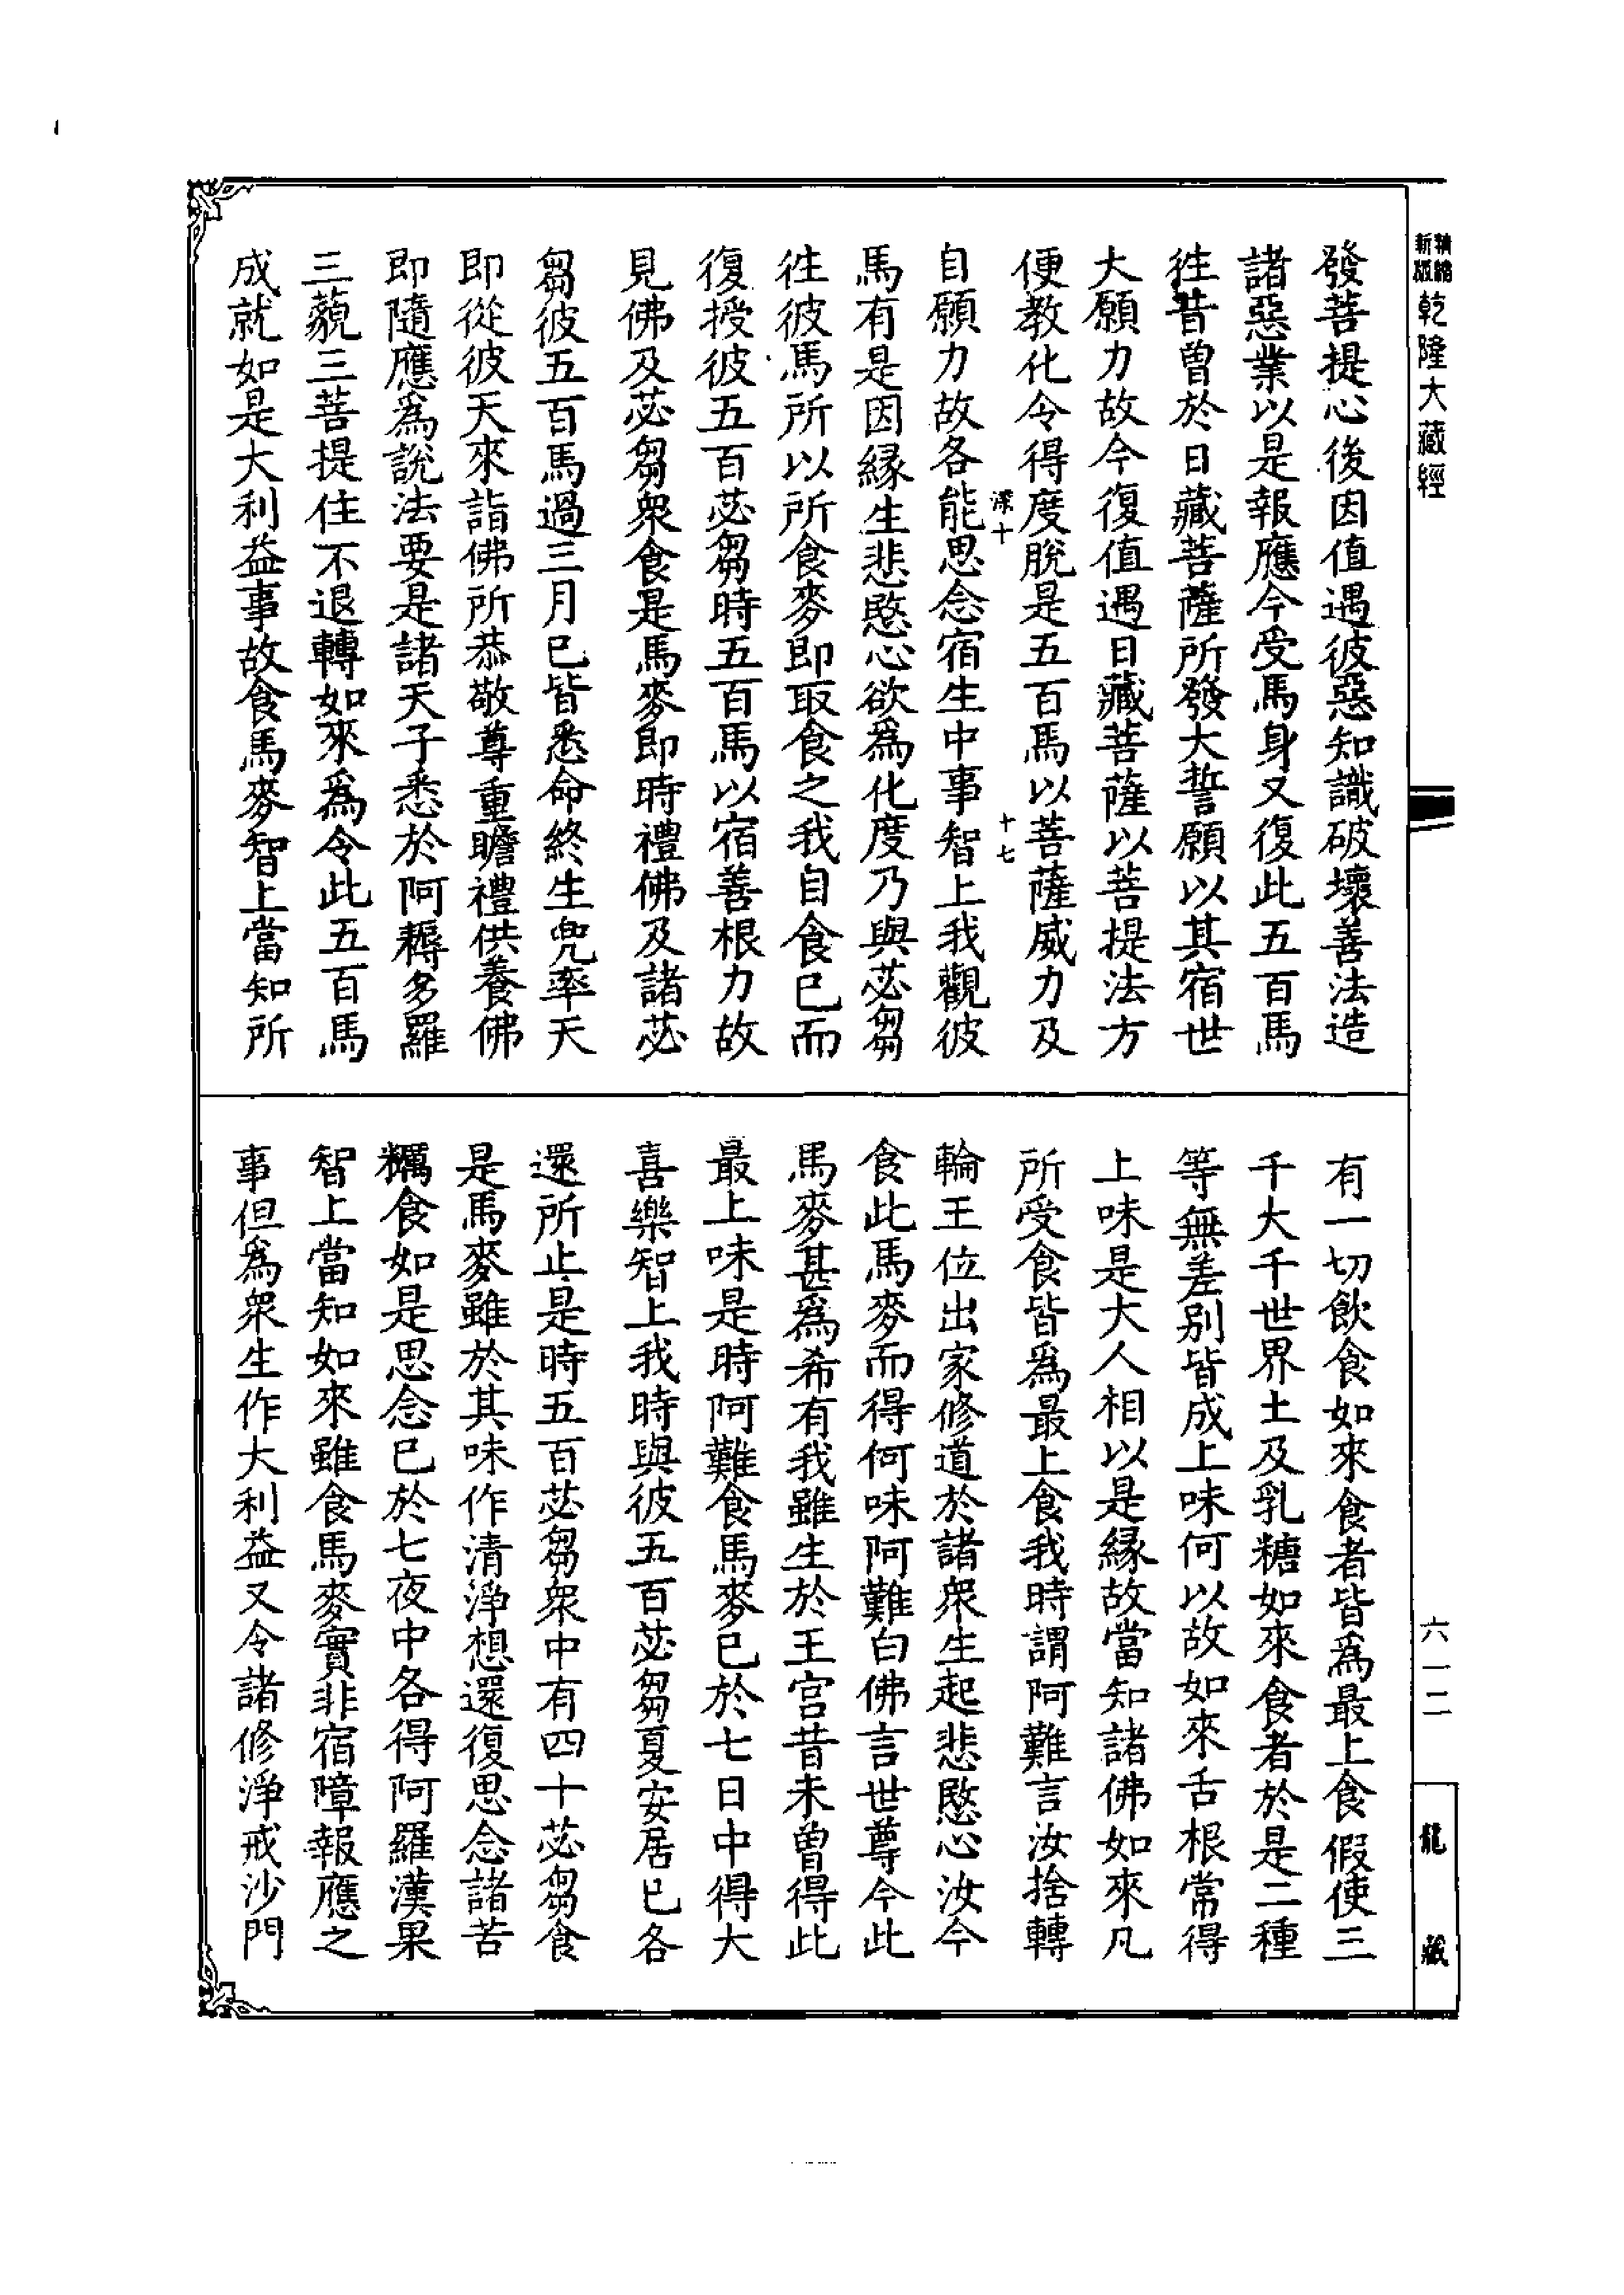 精縮
新版
乾隆大藏經
六一二
龍藏
發菩提心後因值遇彼惡知識破壞善法造
諸惡業以是報應今受馬身又復此五百馬
徃昔曾於日藏菩薩所發大誓願以其宿世
大願力故今復值遇日藏菩薩以菩提法方
便教化令得度脫是五百馬以菩薩威力及
十
十七
自願力故各能思念宿生中事智上我觀彼
馬有是因緣生悲愍心欲爲化度乃與苾芻
徃彼馬所以所食麥即取食之我自食已而
復授彼五百苾芻時五百馬以宿善根力故
見佛及苾芻衆食是馬麥即時禮佛及諸苾
芻彼五百馬過三月已皆悉命終生兜率天
即從彼天來詣佛所恭敬尊重瞻禮供養佛
即隨應爲說法要是諸天子悉於阿耨多羅
三藐三菩提住不退轉如來爲令此五百馬
成就如是大利益事故食馬麥智上當知所
有一切飲食如來食者皆爲最上食假使三
千大千世界土及乳糖如來食者於是二種
等無差別皆成上味何以故如來舌根常得
上味是大人相以是緣故當知諸佛如來凡
所受食皆爲最上食我時謂阿難言汝捨轉
輪王位出家修道於諸衆生起悲愍心汝今
食此馬麥而得何味阿難白佛言世尊今此
馬麥甚爲希有我雖生於王宮昔未曾得此
最上味是時阿難食馬麥已於七日中得大
喜樂智上我時與彼五百苾芻夏安居已各
還所止是時五百苾芻衆中有四十苾芻食
是馬麥雖於其味作清淨想還復思念諸苦
糲食如是思念已於七夜中各得阿羅漢果
智上當知如來雖食馬麥實非宿障報應之
事但爲衆生作大利益又令諸修淨戒沙門